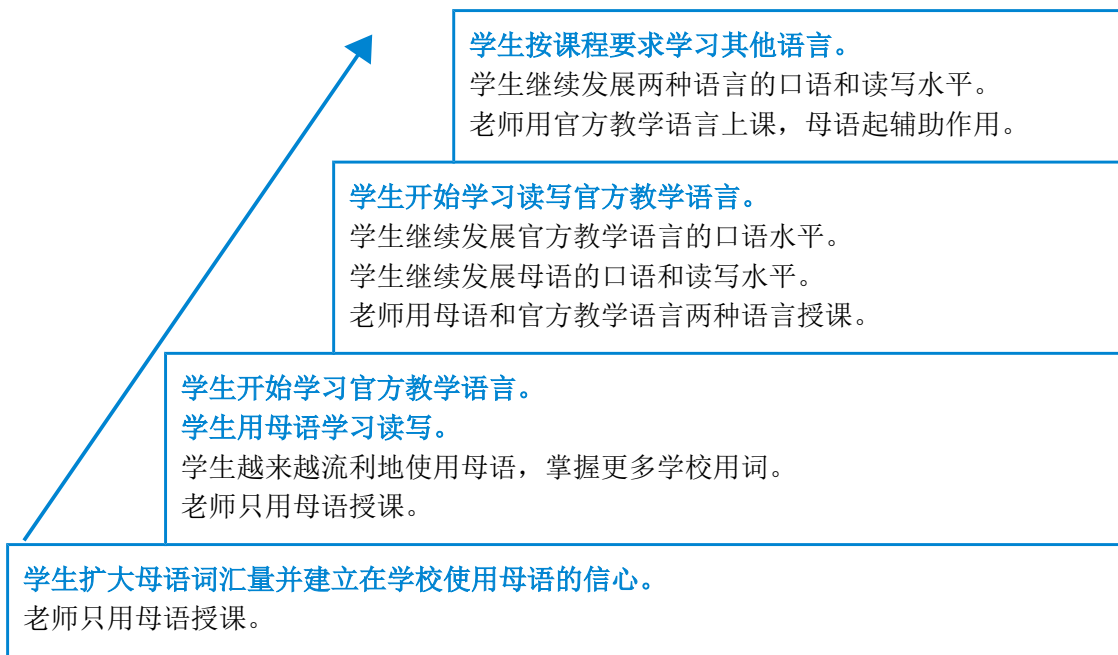 学生按课程要求学习其他语言。
学生继续发展两种语言的口语和读写水平。
老师用官方教学语言上课，母语起辅助作用。
学生开始学习读写官方教学语言。
学生继续发展官方教学语言的口语水平。
学生继续发展母语的口语和读写水平。
老师用母语和官方教学语言两种语言授课。
学生开始学习官方教学语言。
学生用母语学习读写。
学生越来越流利地使用母语，掌握更多学校用词。
老师只用母语授课。
学生扩大母语词汇量并建立在学校使用母语的信心。
老师只用母语授课。